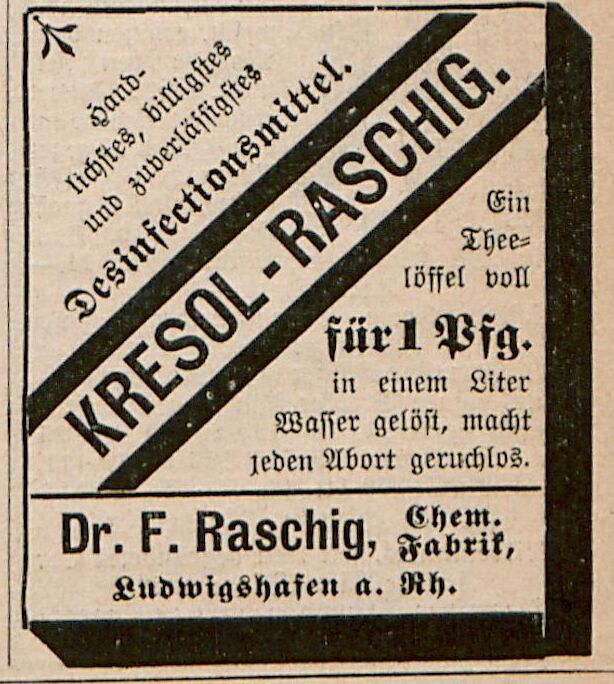 Hand-
lichstes, billigstes
und zuverlässigstes
Desinfectionsmittel.
KRESOL-RASCHIG.
Ein
Thee-
löffel voll
für 1 Pfg.
in einem Liter
Wasser gelöst, macht
jeden Abort geruchlos.
Dr. F. Raschig, Chem.
Fabrik,
Ludwigshafen a. Rh.